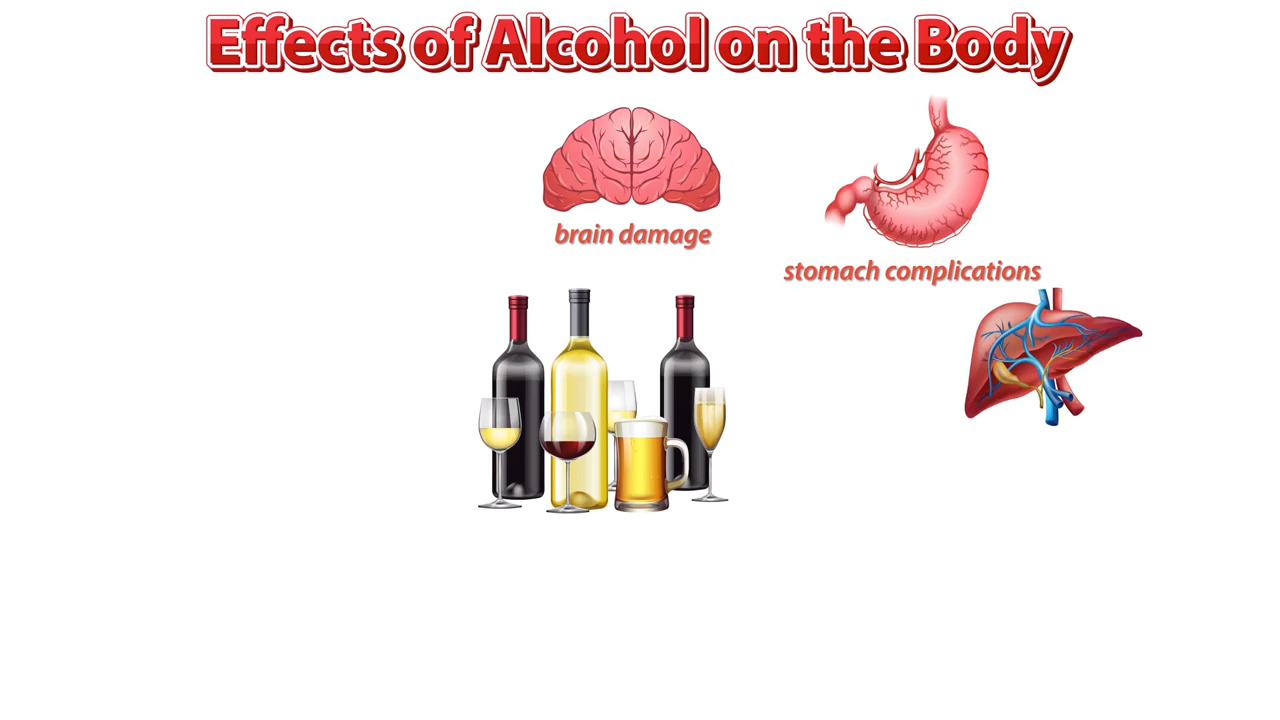 Effects of Alcohol on the Body
brain damage
stomach complications